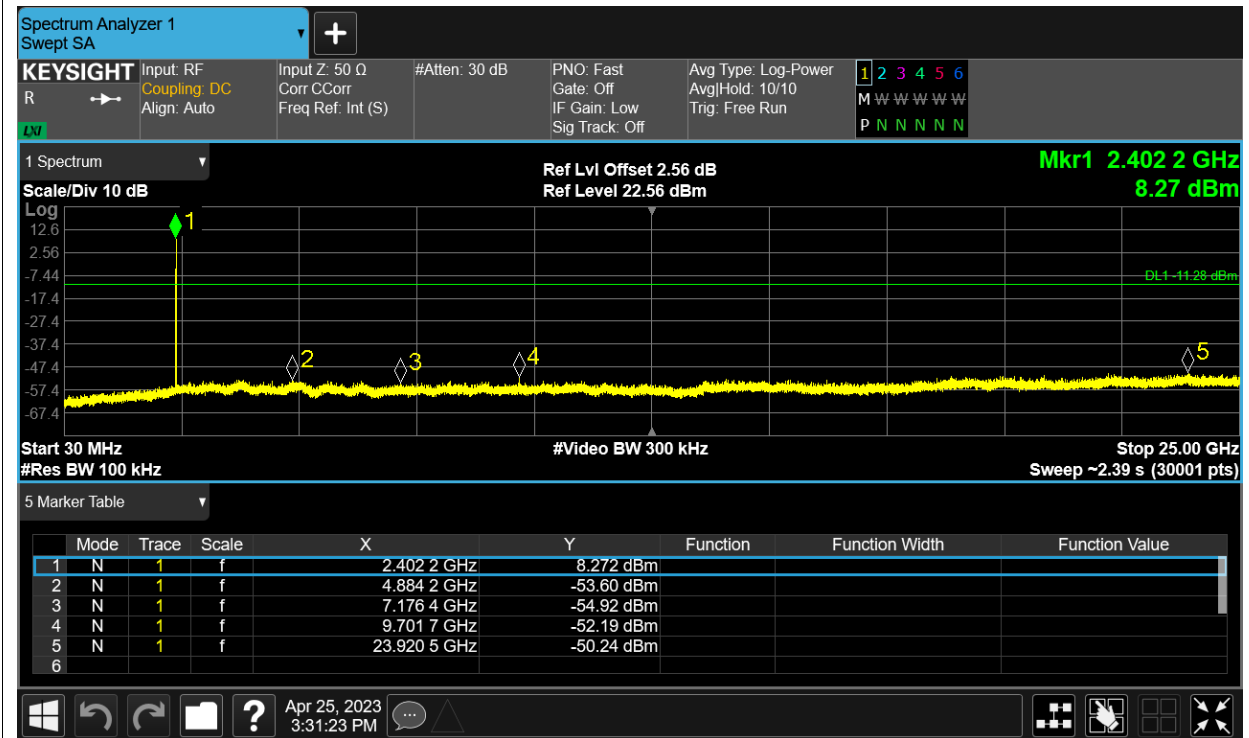 Spectrum Analyzer 1
Swept SA
+
KEYSIGHT
R
LXI
Input: RF
Coupling: DC
Align: Auto
Input Z: 50 Ω
Corr CCorr
Freq Ref: Int (S)
#Atten: 30 dB
PNO: Fast
Gate: Off
IF Gain: Low
Sig Track: Off
Avg Type: Log-Power
Avg|Hold: 10/10
Trig: Free Run
1 2 3 4 5 6
M W W W W W
P N N N N N
1 Spectrum
Scale/Div 10 dB
Ref Lvl Offset 2.56 dB
Ref Level 22.56 dBm
Mkr1 2.402 2 GHz
8.27 dBm
Log
12.6
2.56
-7.44
-17.4
-27.4
-37.4
-47.4
-57.4
-67.4
1
2
3
4
5
DL1 -11.28 dBm
Start 30 MHz
#Res BW 100 kHz
#Video BW 300 kHz
Stop 25.00 GHz
Sweep ~2.39 s (30001 pts)
5 Marker Table
Mode Trace Scale X Y Function Function Width Function Value
1 N 1 f 2.402 2 GHz 8.272 dBm
2 N 1 f 4.884 2 GHz -53.60 dBm
3 N 1 f 7.176 4 GHz -54.92 dBm
4 N 1 f 9.701 7 GHz -52.19 dBm
5 N 1 f 23.920 5 GHz -50.24 dBm
6
?
Apr 25, 2023
3:31:23 PM